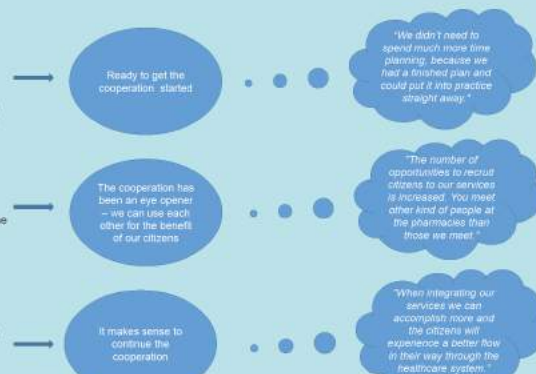 Ready to get the
cooperation started
"We didn't need to
spend much more time
planning, because we
had a finished plan and
could put it into practice
straight away."
The cooperation has
been an eye opener
– we can use each
other for the benefit
of our citizens
"The number of
opportunities to recruit
citizens to our services
is increased. You meet
other kind of people at
the pharmacies than
those we meet."
It makes sense to
continue the
cooperation
"When integrating our
services we can
accomplish more and
the citizens will
experience a better flow
in their way through the
healthcare system."